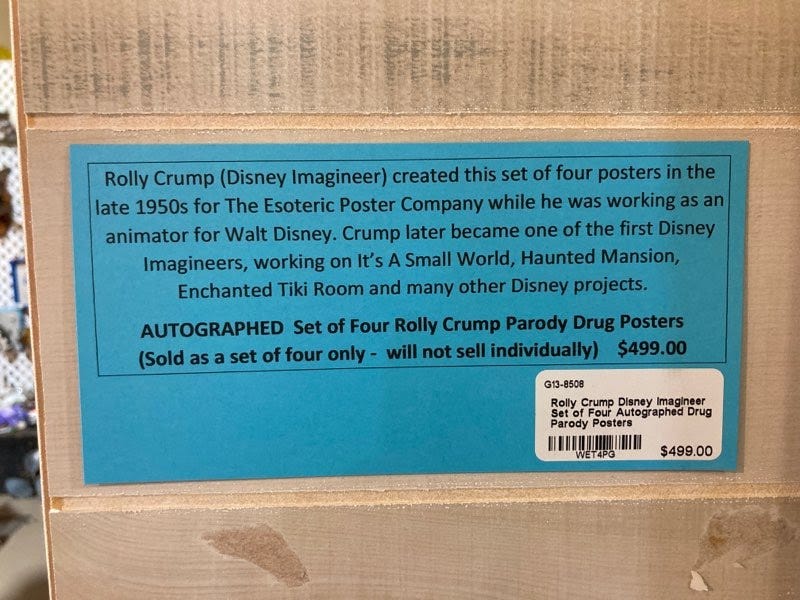 Rolly Crump (Disney Imagineer) created this set of four posters in the
late 1950s for The Esoteric Poster Company while he was working as an
animator for Walt Disney. Crump later became one of the first Disney
Imagineers, working on It's A Small World, Haunted Mansion,
Enchanted Tiki Room and many other Disney projects.
AUTOGRAPHED Set of Four Rolly Crump Parody Drug Posters
(Sold as a set of four only - will not sell individually) $499.00
G13-8508
Rolly Crump Disney Imagineer
Set of Four Autographed Drug
Parody Posters
WET4PG
$499.00